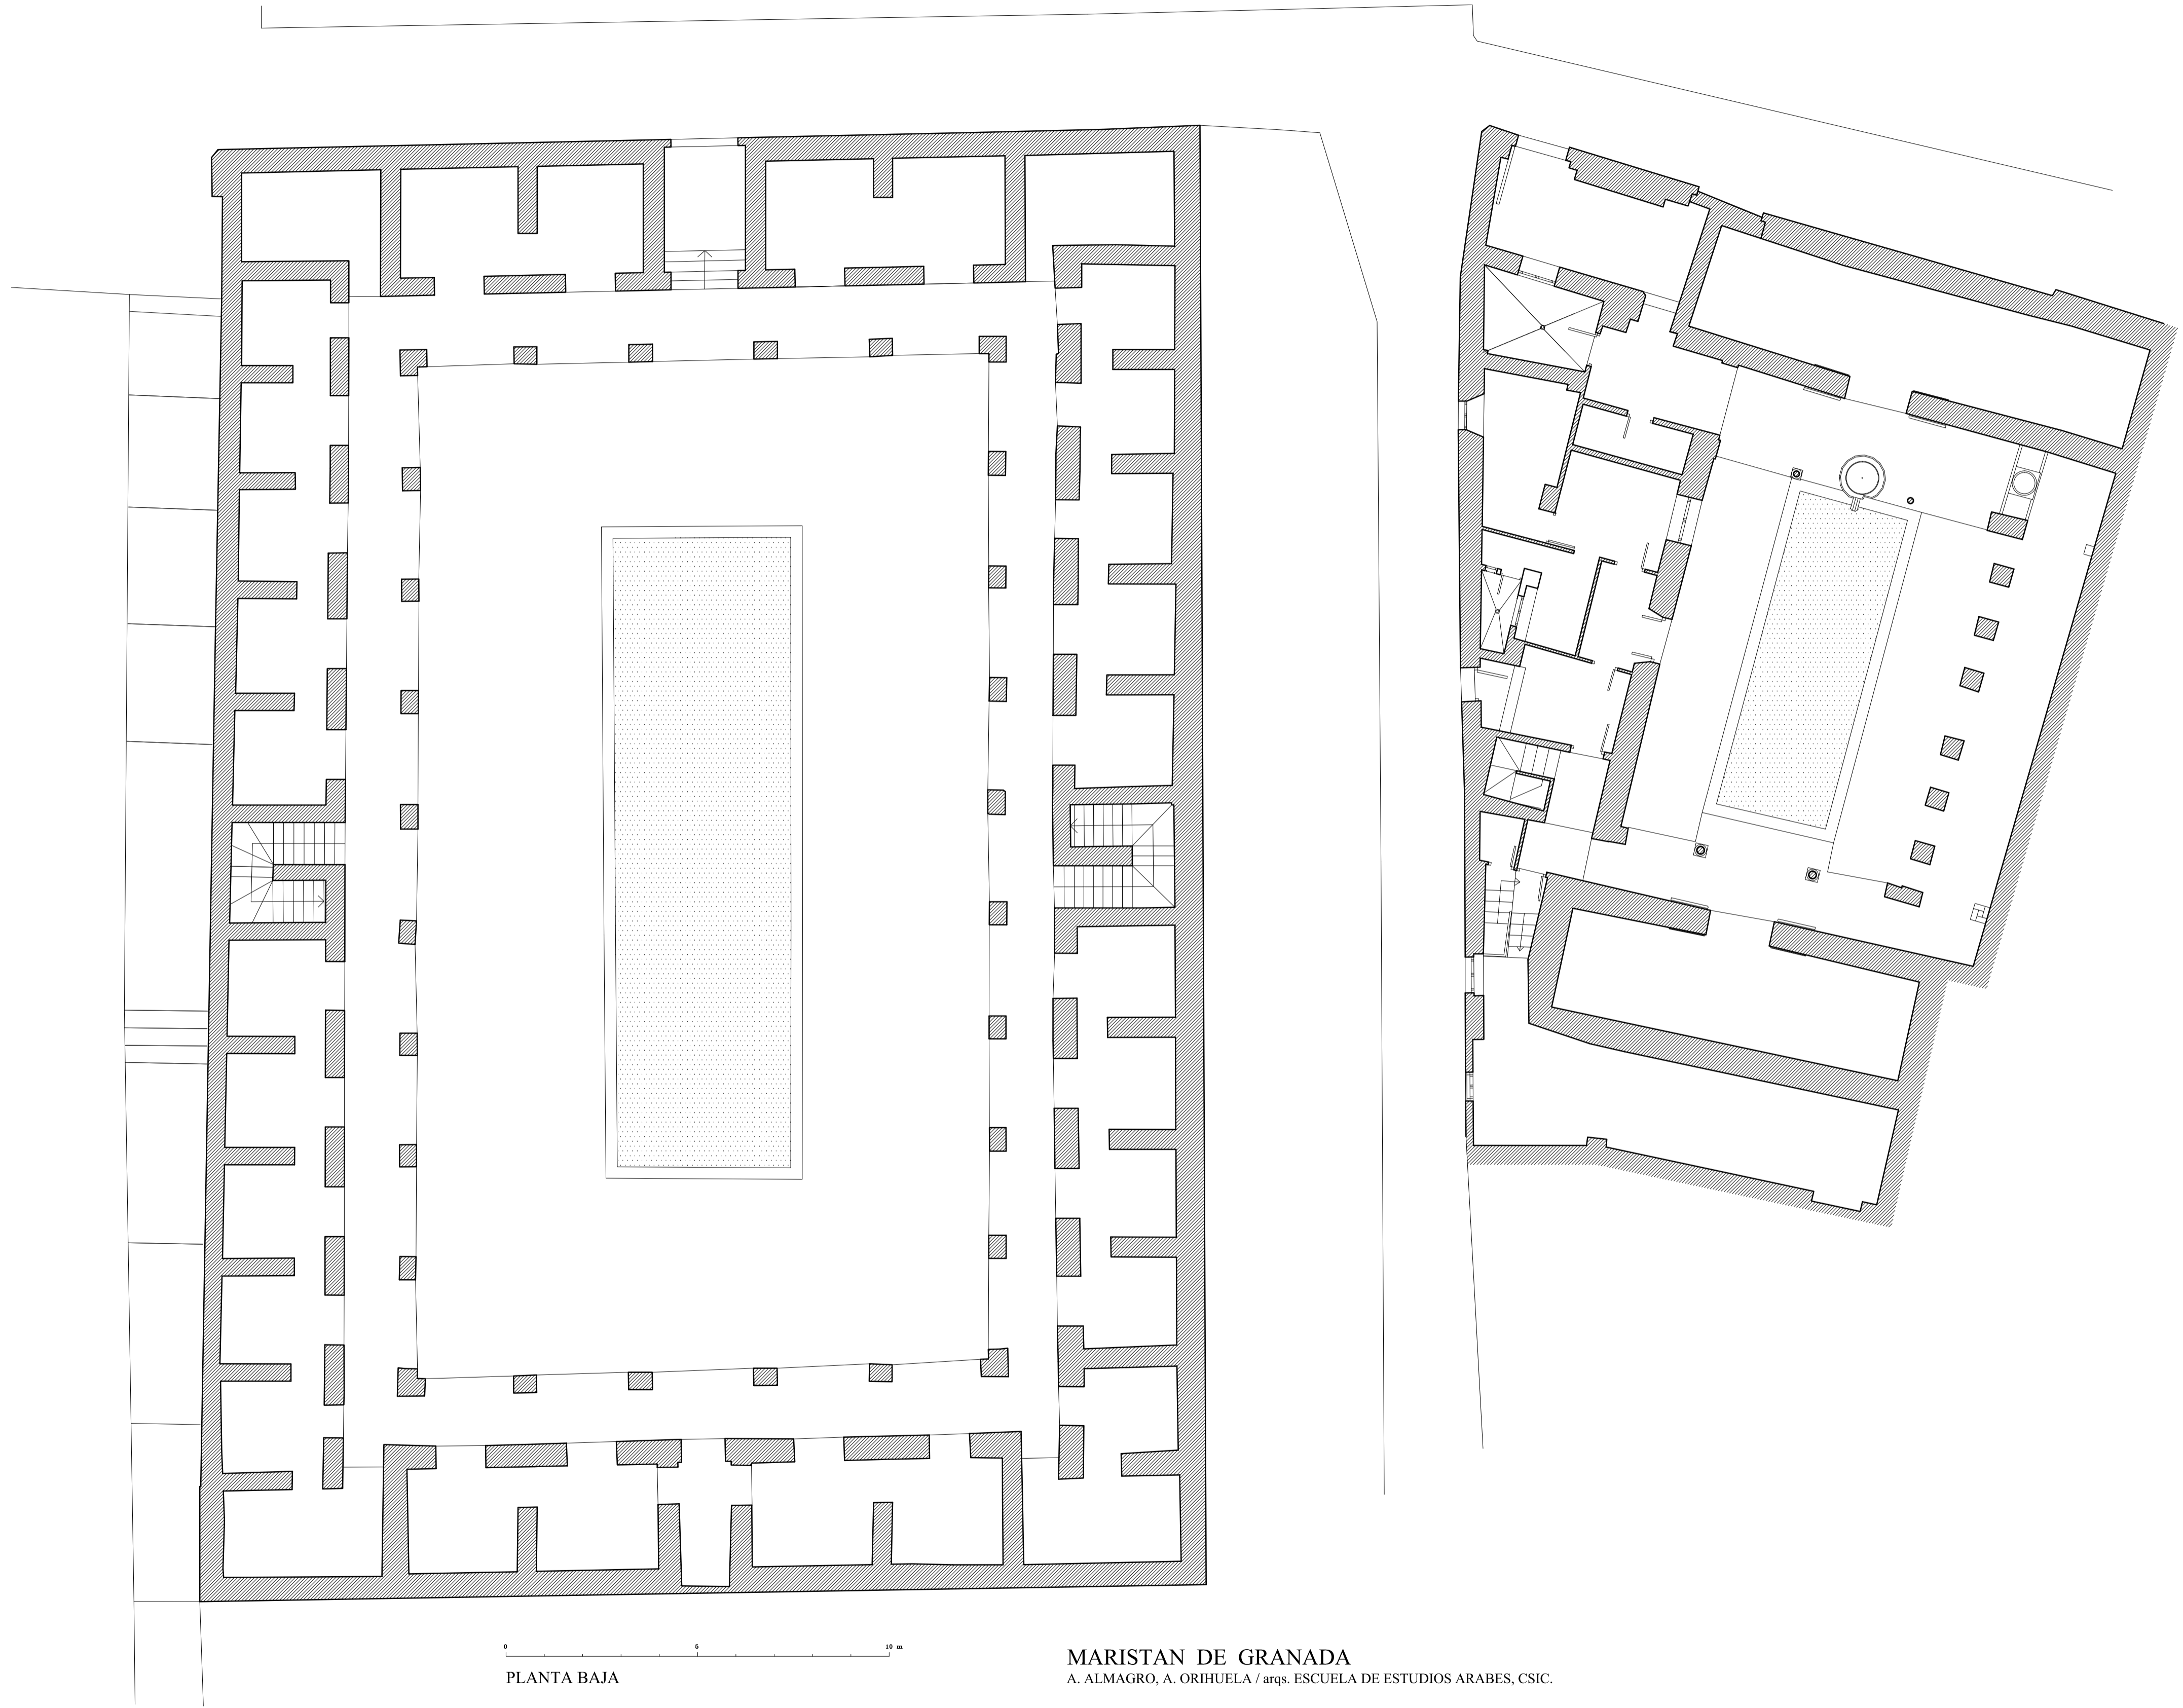 0 5 10 m
PLANTA BAJA
MARISTAN DE GRANADA
A. ALMAGRO, A. ORIHUELA / arqs. ESCUELA DE ESTUDIOS ARABES, CSIC.